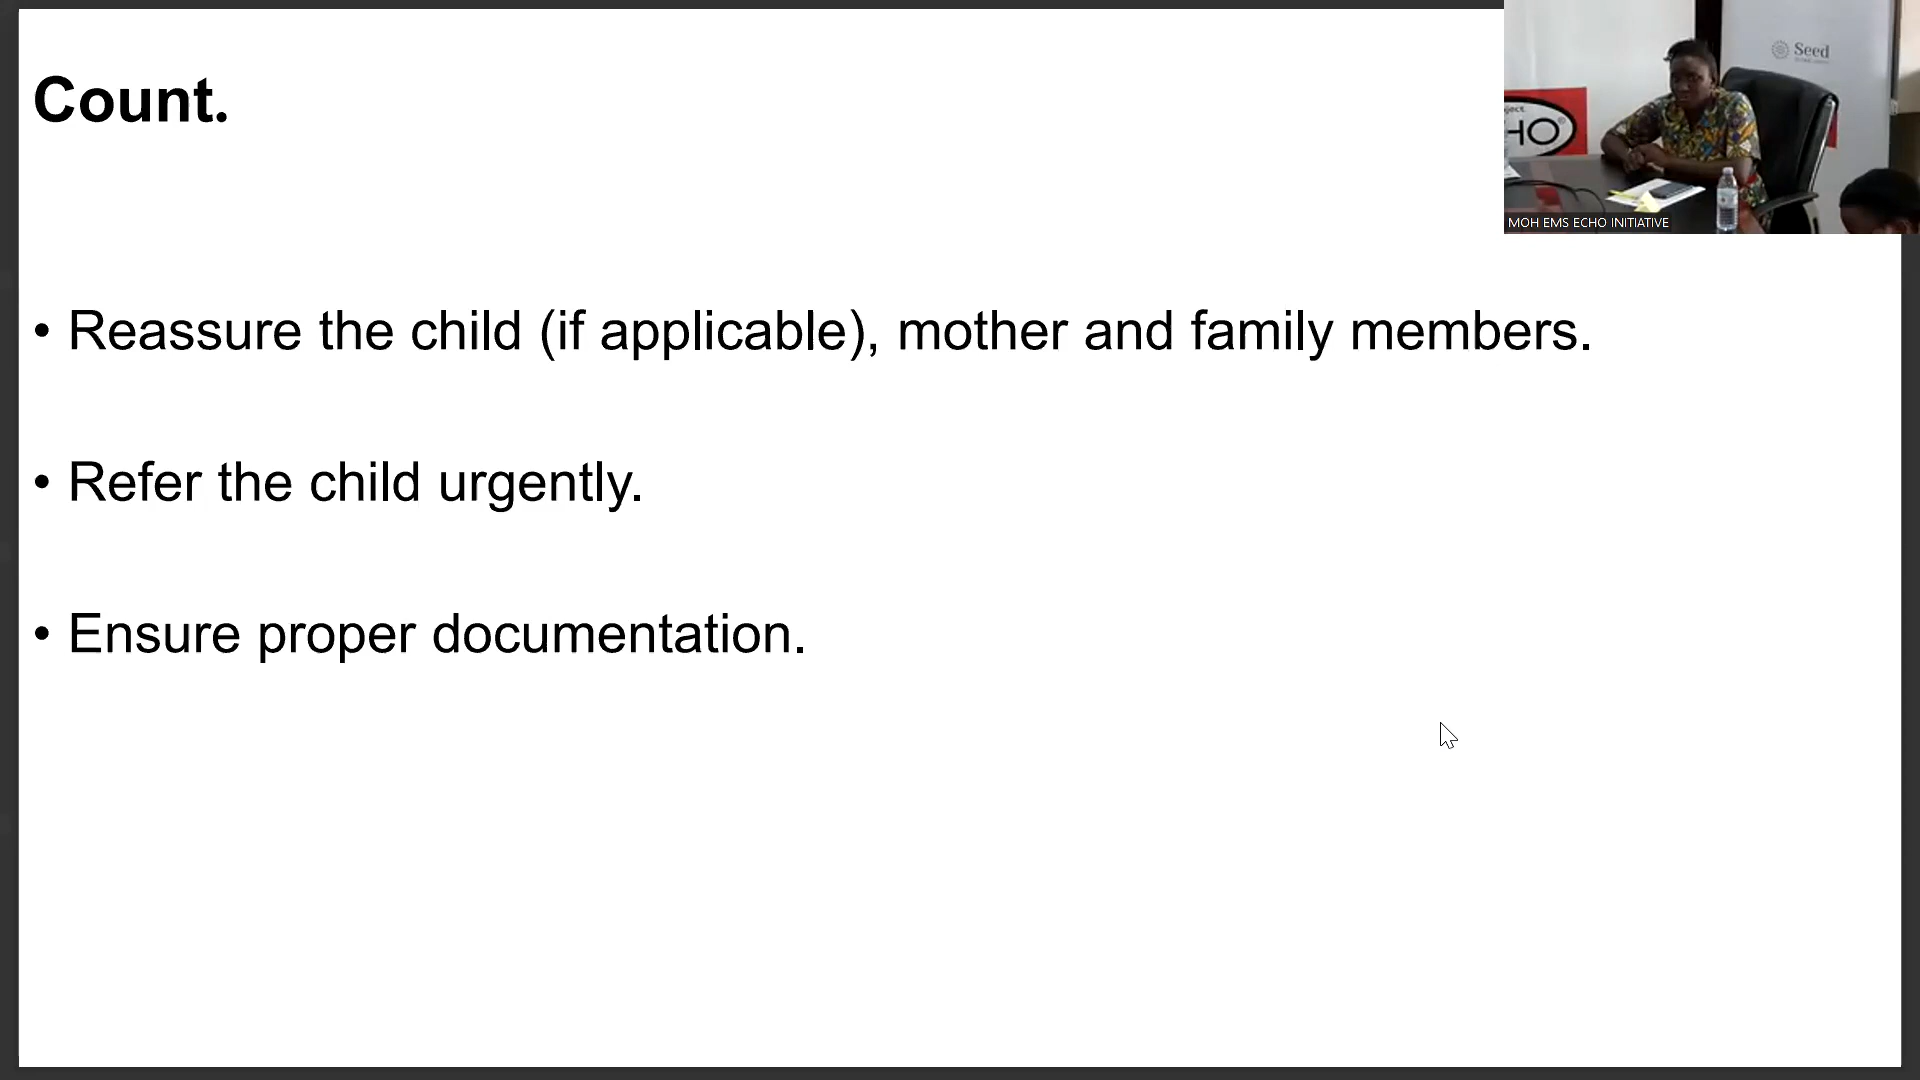 Count.
• Reassure the child (if applicable), mother and family members.
• Refer the child urgently.
• Ensure proper documentation.
Seed
HO
MOH EMS ECHO INITIATIVE